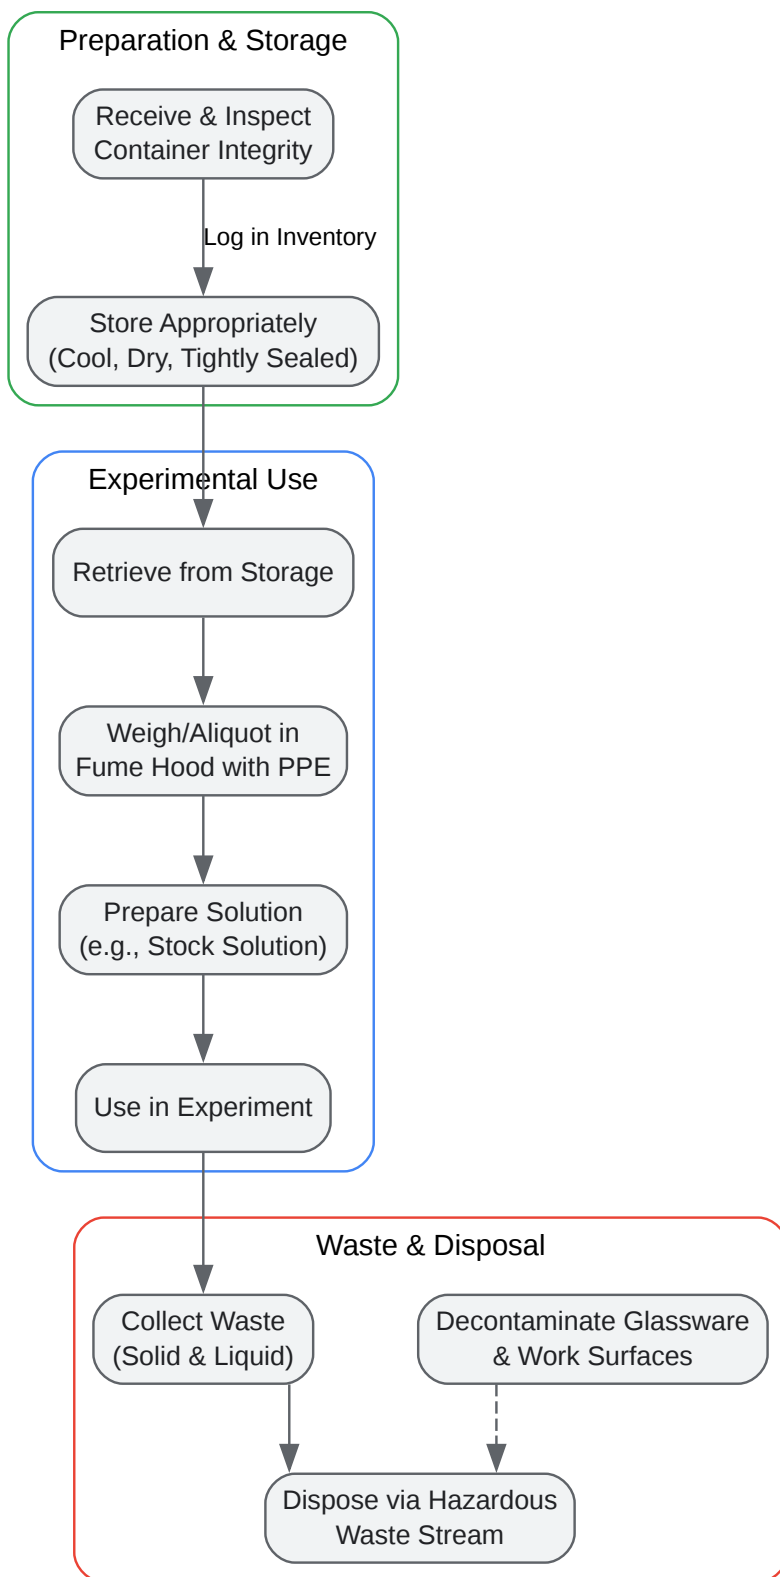 Preparation & Storage
Receive & Inspect
Container Integrity
Log in Inventory
Store Appropriately
(Cool, Dry, Tightly Sealed)
Experimental Use
Retrieve from Storage
Weigh/Aliquot in
Fume Hood with PPE
Prepare Solution
(e.g., Stock Solution)
Use in Experiment
Waste & Disposal
Collect Waste
(Solid & Liquid)
Decontaminate Glassware
& Work Surfaces
Dispose via Hazardous
Waste Stream